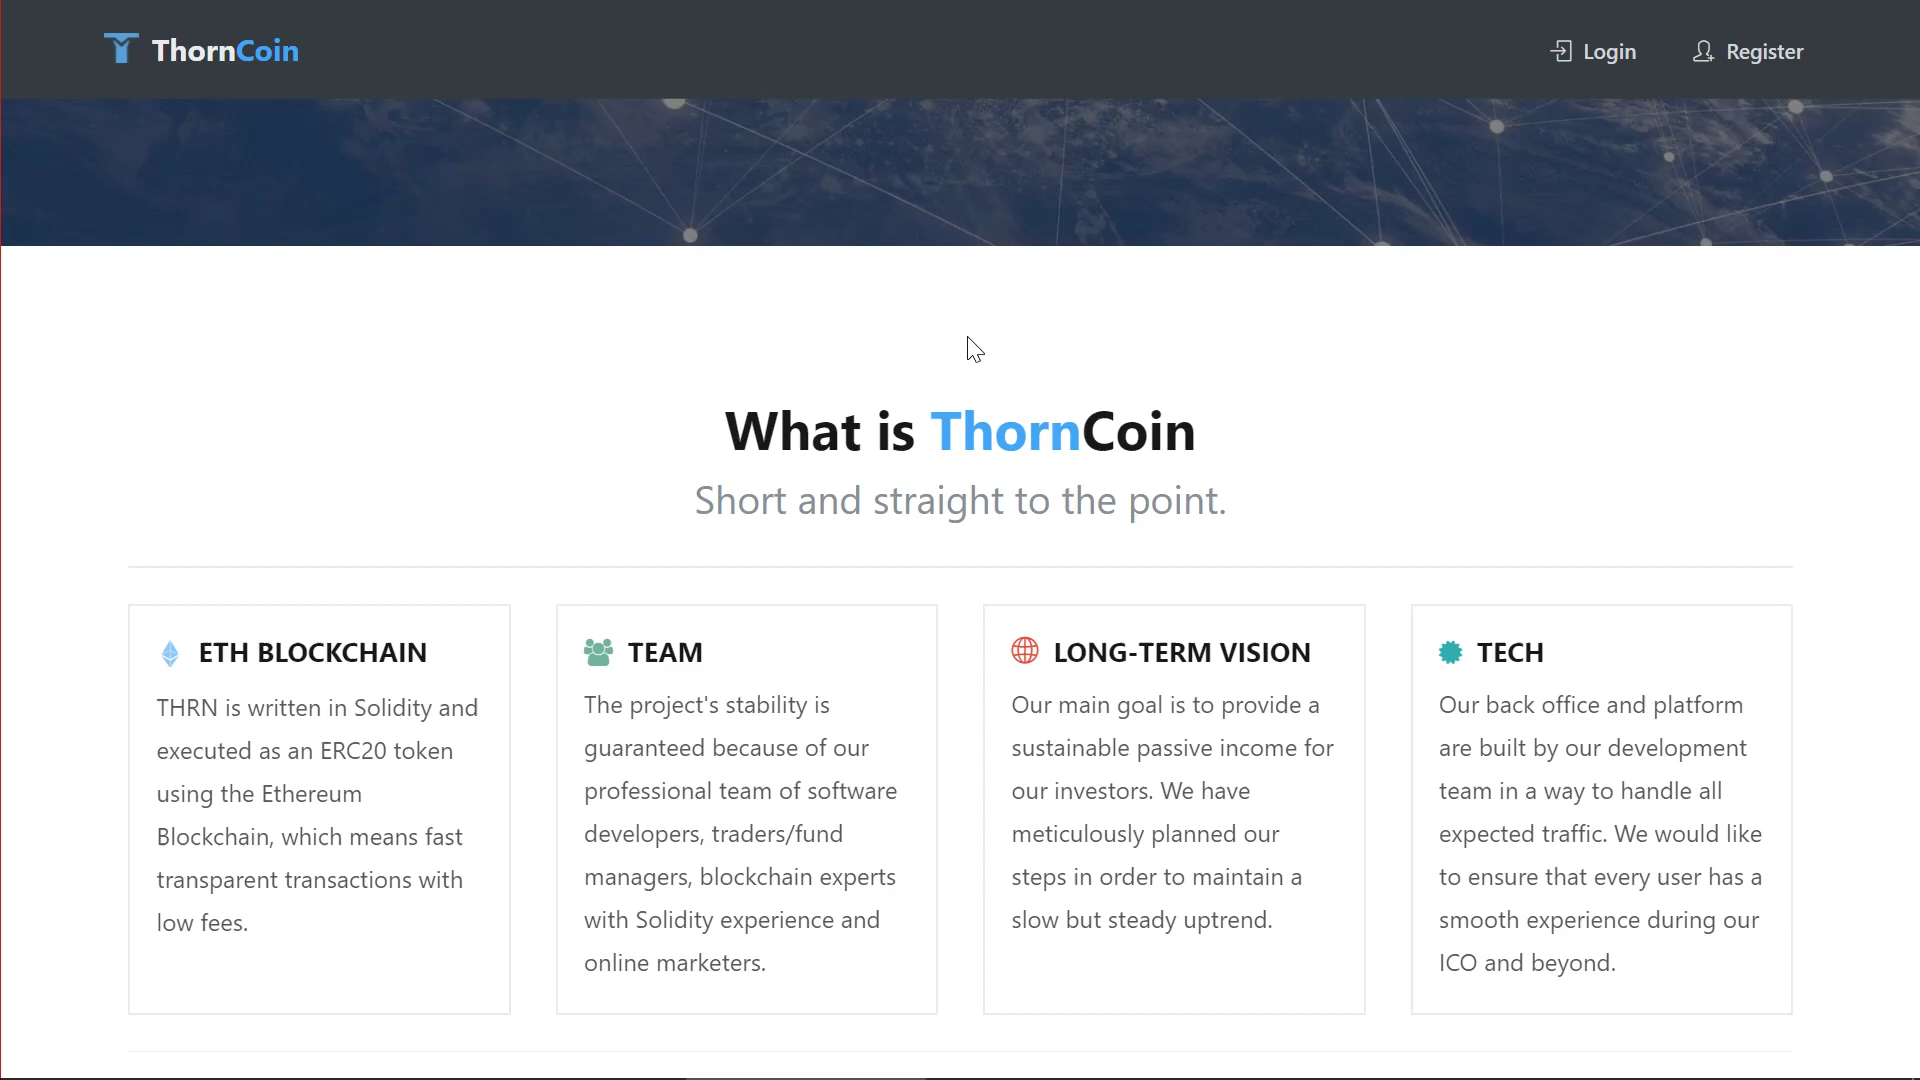 ThornCoin
Login
Register
What is ThornCoin
Short and straight to the point.
ETH BLOCKCHAIN
THRN is written in Solidity and
executed as an ERC20 token
using the Ethereum
Blockchain, which means fast
transparent transactions with
low fees.
TEAM
The project's stability is
guaranteed because of our
professional team of software
developers, traders/fund
managers, blockchain experts
with Solidity experience and
online marketers.
LONG-TERM VISION
Our main goal is to provide a
sustainable passive income for
our investors. We have
meticulously planned our
steps in order to maintain a
slow but steady uptrend.
TECH
Our back office and platform
are built by our development
team in a way to handle all
expected traffic. We would like
to ensure that every user has a
smooth experience during our
ICO and beyond.